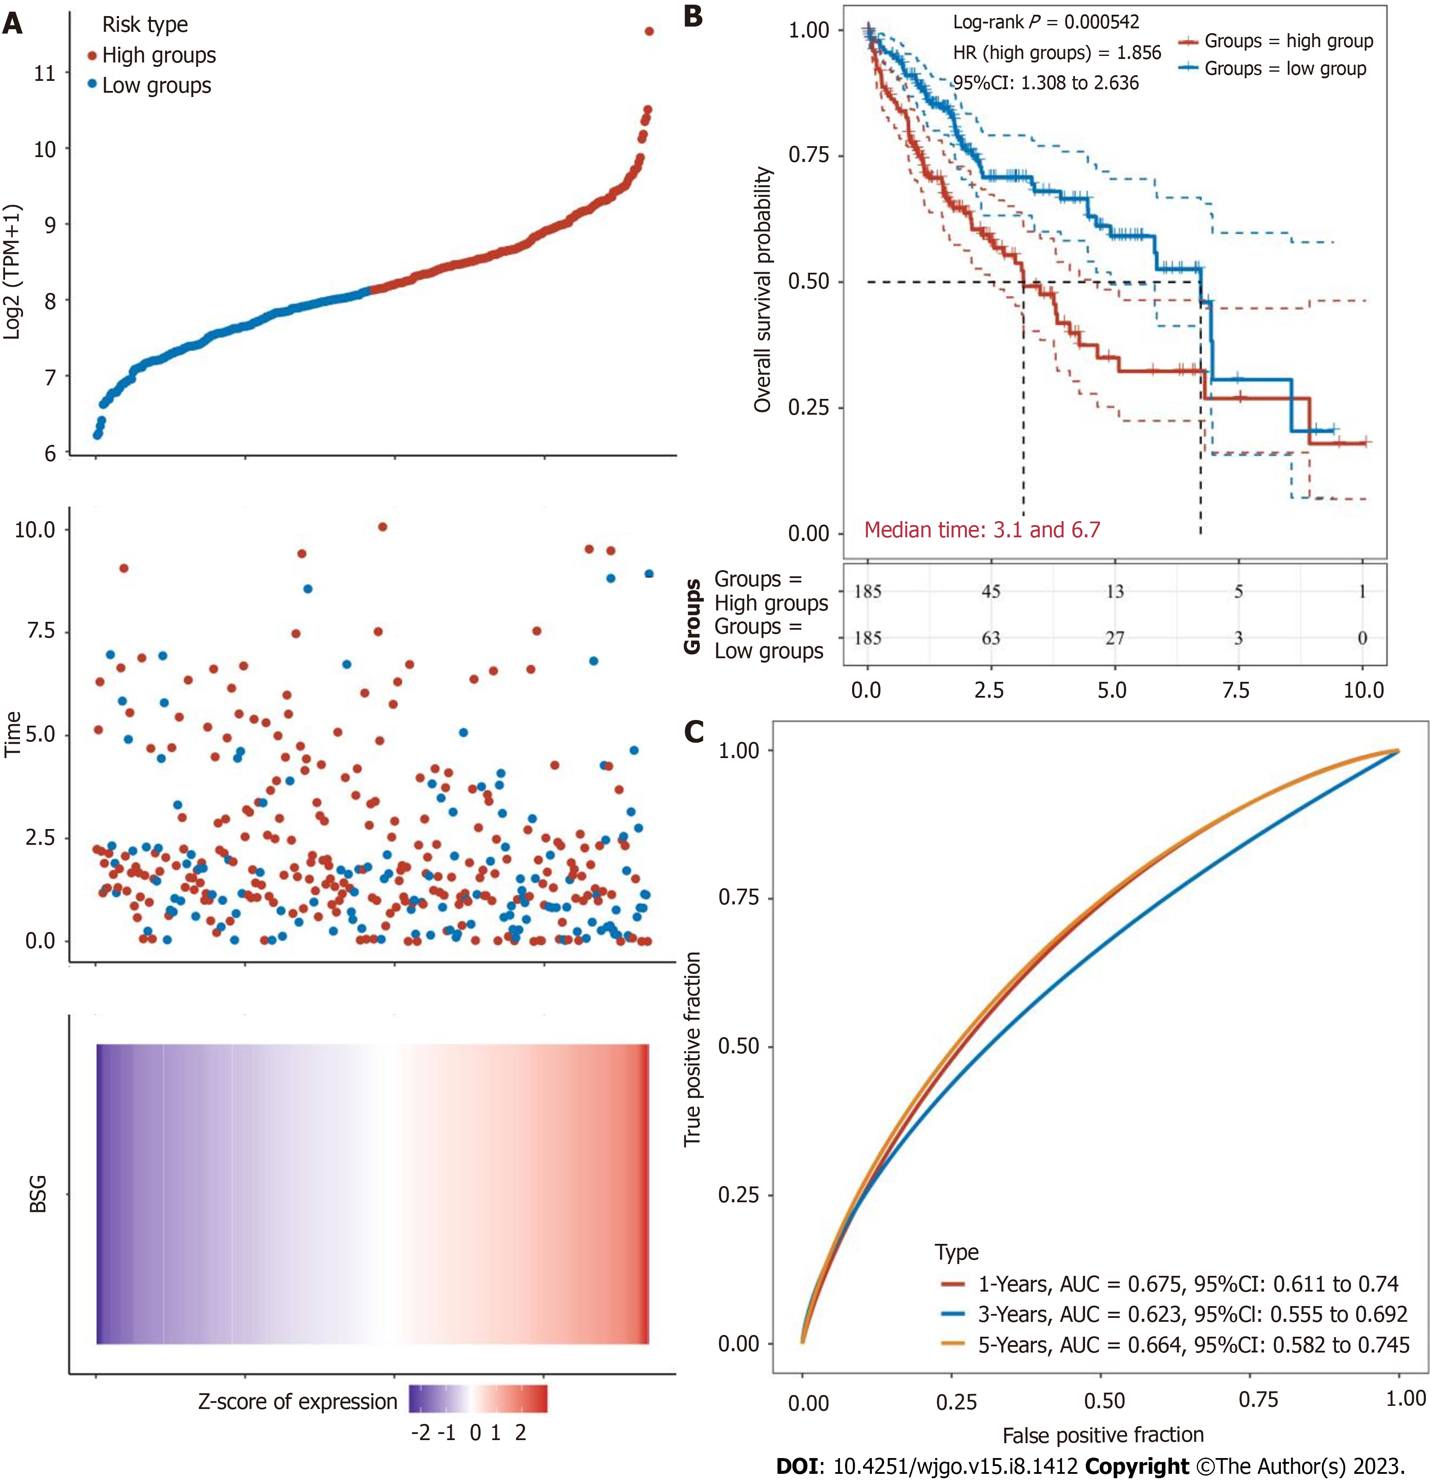 A
Risk type
High groups
Low groups
Log2 (TPM+1)
11
10
9
8
7
6
Time
10.0
7.5
5.0
2.5
0.0
BSG
Z-score of expression
-2 -1 0 1 2
B
Log-rank P = 0.000542
HR (high groups) = 1.856
95%CI: 1.308 to 2.636
Groups = high group
Groups = low group
Overall survival probability
1.00
0.75
0.50
0.25
0.00
Median time: 3.1 and 6.7
Groups
Groups =
High groups
185 45 13 5 1
Groups =
Low groups
185 63 27 3 0
0.0 2.5 5.0 7.5 10.0
C
True positive fraction
1.00
0.75
0.50
0.25
0.00
Type
1-Years, AUC = 0.675, 95%CI: 0.611 to 0.74
3-Years, AUC = 0.623, 95%CI: 0.555 to 0.692
5-Years, AUC = 0.664, 95%CI: 0.582 to 0.745
0.00 0.25 0.50 0.75 1.00
False positive fraction
DOI: 10.4251/wjgo.v15.i8.1412 Copyright ©The Author(s) 2023.